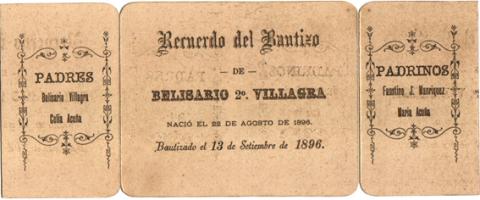 PADRES
Belisario Villagra
Celia Acuña
Recuerdo del Bautizo
— DE —
BELISARIO 2º. VILLAGRA
NACIÓ EL 22 DE AGOSTO DE 1896.
Bautizado el 13 de Setiembre de 1896.
PADRINOS
Faustino J. Manriquez
María Acuña